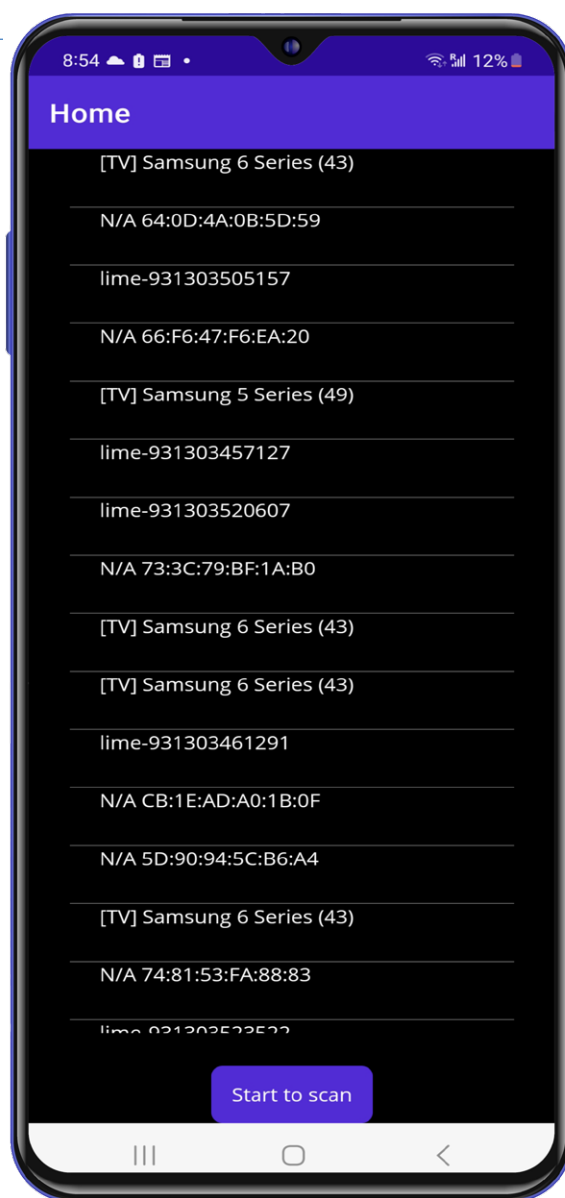 8:54
12%
Home
[TV] Samsung 6 Series (43)
N/A 64:0D:4A:0B:5D:59
lime-931303505157
N/A 66:F6:47:F6:EA:20
[TV] Samsung 5 Series (49)
lime-931303457127
lime-931303520607
N/A 73:3C:79:BF:1A:B0
[TV] Samsung 6 Series (43)
[TV] Samsung 6 Series (43)
lime-931303461291
N/A CB:1E:AD:A0:1B:0F
N/A 5D:90:94:5C:B6:A4
[TV] Samsung 6 Series (43)
N/A 74:81:53:FA:88:83
lime-931303523522
Start to scan